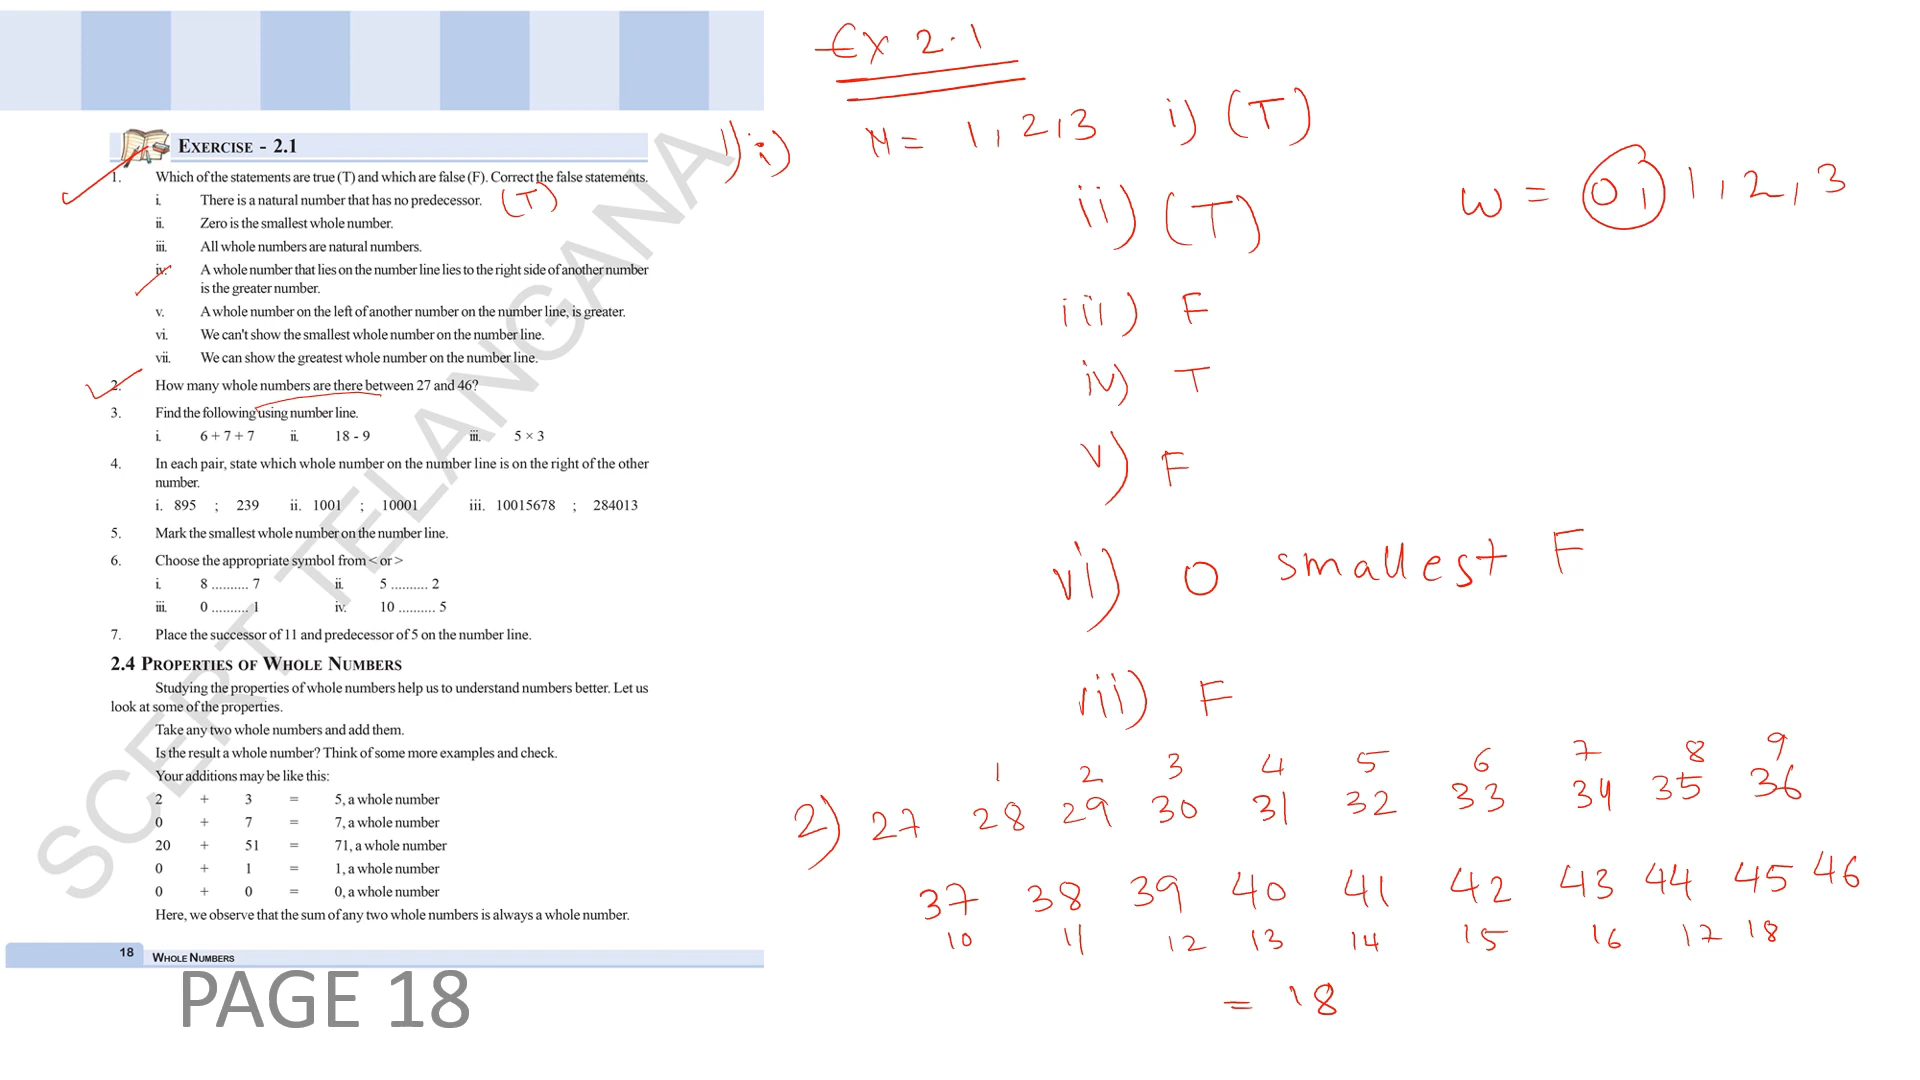 EXERCISE - 2.1
1. Which of the statements are true (T) and which are false (F). Correct the false statements.
i. There is a natural number that has no predecessor. (T)
ii. Zero is the smallest whole number.
iii. All whole numbers are natural numbers.
iv. A whole number that lies on the number line lies to the right side of another number
is the greater number.
v. A whole number on the left of another number on the number line, is greater.
vi. We can't show the smallest whole number on the number line.
vii. We can show the greatest whole number on the number line.
2. How many whole numbers are there between 27 and 46?
3. Find the following using number line.
i. 6 + 7 + 7 ii. 18 - 9 iii. 5 × 3
4. In each pair, state which whole number on the number line is on the right of the other
number.
i. 895 ; 239 ii. 1001 ; 10001 iii. 10015678 ; 284013
5. Mark the smallest whole number on the number line.
6. Choose the appropriate symbol from < or >
i. 8 .......... 7 ii. 5 .......... 2
iii. 0 .......... 1 iv. 10 .......... 5
7. Place the successor of 11 and predecessor of 5 on the number line.
2.4 PROPERTIES OF WHOLE NUMBERS
Studying the properties of whole numbers help us to understand numbers better. Let us
look at some of the properties.
Take any two whole numbers and add them.
Is the result a whole number? Think of some more examples and check.
Your additions may be like this:
2 + 3 = 5, a whole number
0 + 7 = 7, a whole number
20 + 51 = 71, a whole number
0 + 1 = 1, a whole number
0 + 0 = 0, a whole number
Here, we observe that the sum of any two whole numbers is always a whole number.
18 WHOLE NUMBERS
PAGE 18
SCERT TELANGANA
Ex 2.1
1) i) N = 1, 2, 3 i) (T)
ii) (T) W = 0, 1, 2, 3
iii) F
iv) T
v) F
vi) 0 smallest F
vii) F
1 2 3 4 5 6 7 8 9
2) 27 28 29 30 31 32 33 34 35 36
37 38 39 40 41 42 43 44 45 46
10 11 12 13 14 15 16 17 18
= 18